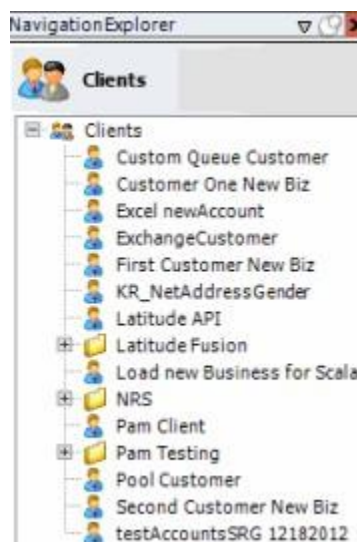 NavigationExplorer
Clients
Clients
Custom Queue Customer
Customer One New Biz
Excel newAccount
ExchangeCustomer
First Customer New Biz
KR_NetAddressGender
Latitude API
Latitude Fusion
Load new Business for Scala
NRS
Pam Client
Pam Testing
Pool Customer
Second Customer New Biz
testAccountsSRG 12182012